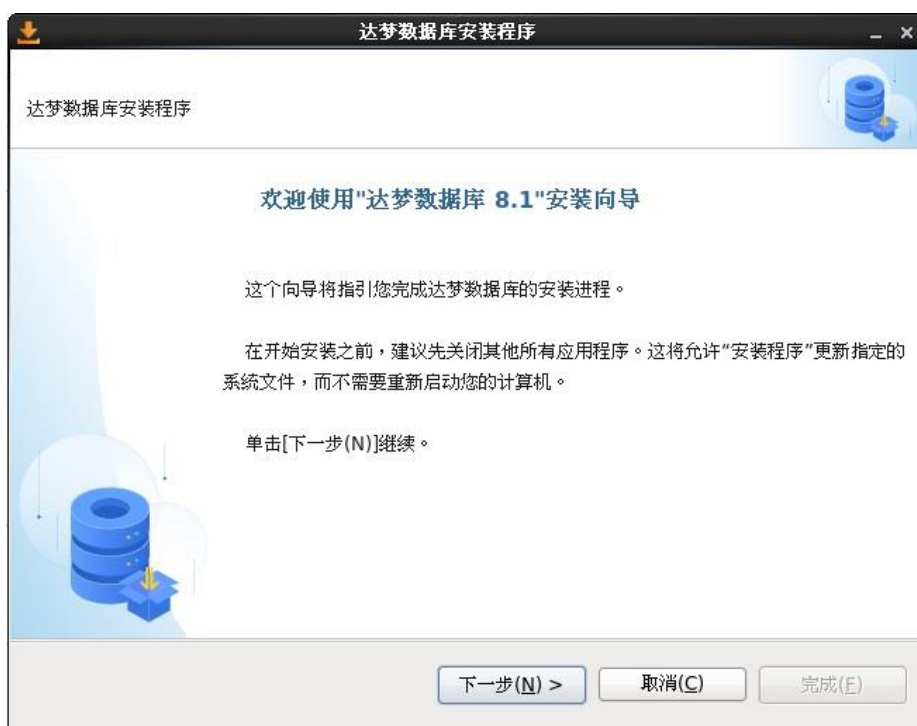 达梦数据库安装程序
达梦数据库安装程序
欢迎使用"达梦数据库 8.1"安装向导
这个向导将指引您完成达梦数据库的安装进程。
在开始安装之前，建议先关闭其他所有应用程序。这将允许“安装程序”更新指定的
系统文件，而不需要重新启动您的计算机。
单击[下一步(N)]继续。
下一步(N) >
取消(C)
完成(F)